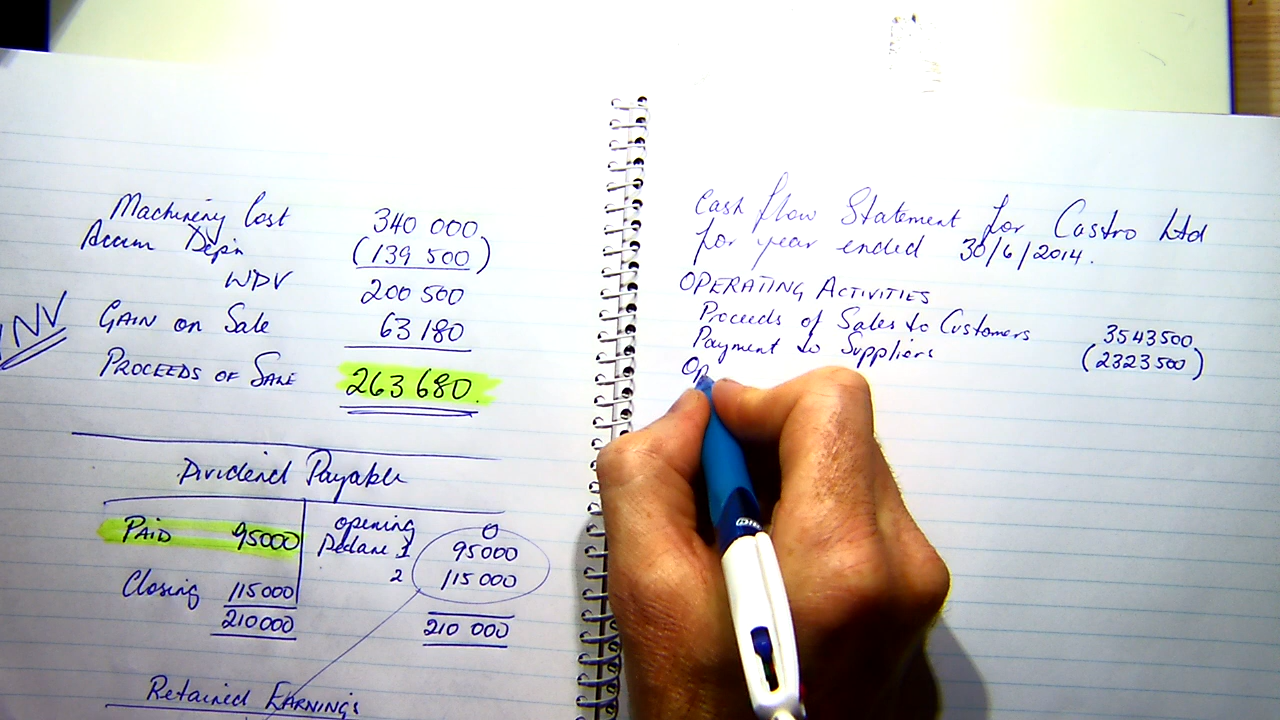 Machinery Cost 340 000
Accum Dep'n (139 500)
WDV 200 500
GAIN on Sale 63 180
INV
PROCEEDS OF SALE 263 680.
Dividend Payable
PAID 95000 opening 0
Declare 1 95000
2 115 000
Closing 115000
210000 210 000
Retained EARNINGS
Cash flow Statement for Castro Ltd
for year ended 30/6/2014.
OPERATING ACTIVITIES
Proceeds of Sales to Customers 3543500
Payment to Suppliers (2323500)
Op